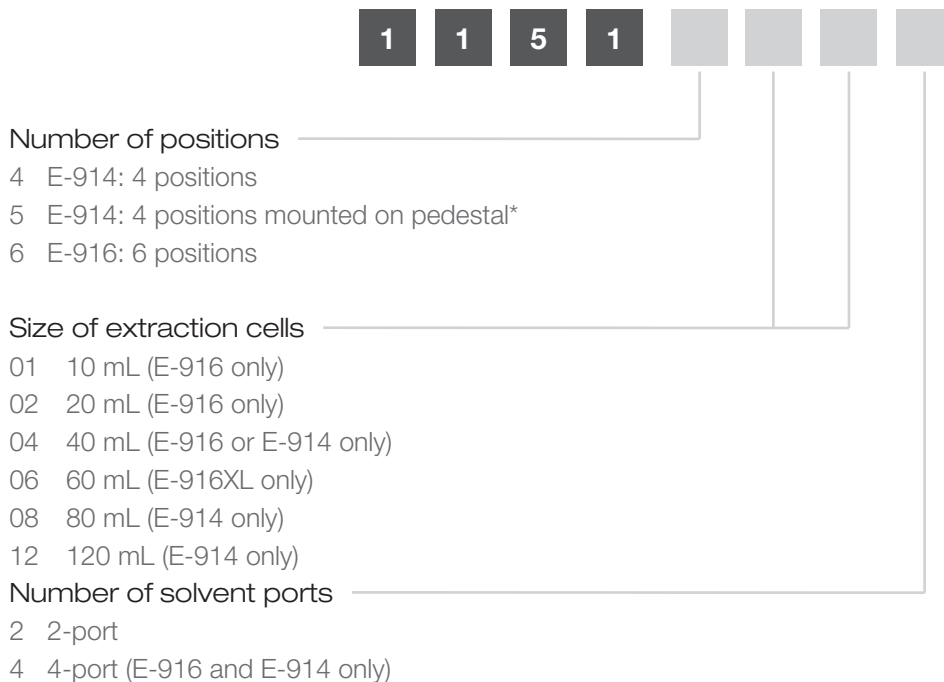 1 1 5 1
Number of positions
4 E-914: 4 positions
5 E-914: 4 positions mounted on pedestal*
6 E-916: 6 positions
Size of extraction cells
01 10 mL (E-916 only)
02 20 mL (E-916 only)
04 40 mL (E-916 or E-914 only)
06 60 mL (E-916XL only)
08 80 mL (E-914 only)
12 120 mL (E-914 only)
Number of solvent ports
2 2-port
4 4-port (E-916 and E-914 only)